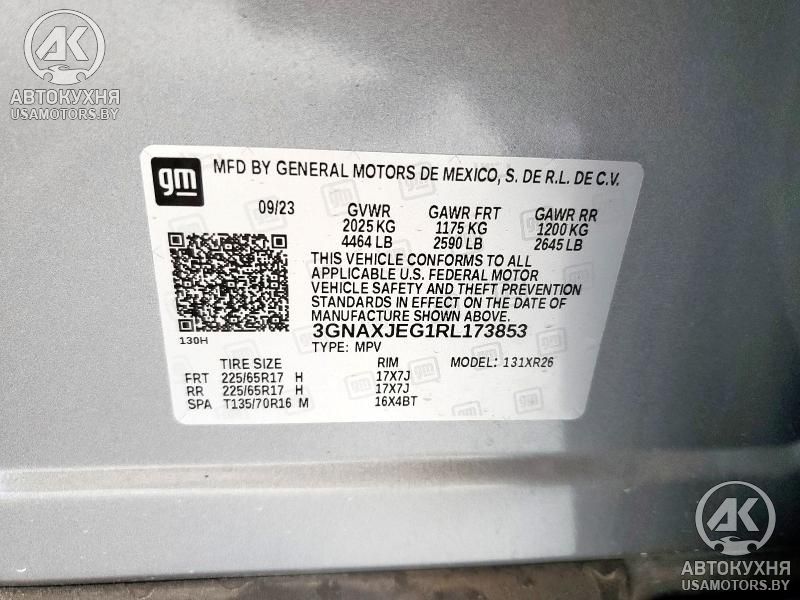 AK
АВТОКУХНЯ
USAMOTORS.BY
gm
MFD BY GENERAL MOTORS DE MEXICO, S. DE R.L. DE C.V.
09/23 GVWR GAWR FRT GAWR RR
2025 KG 1175 KG 1200 KG
4464 LB 2590 LB 2645 LB
THIS VEHICLE CONFORMS TO ALL
APPLICABLE U.S. FEDERAL MOTOR
VEHICLE SAFETY AND THEFT PREVENTION
STANDARDS IN EFFECT ON THE DATE OF
MANUFACTURE SHOWN ABOVE.
130H 3GNAXJEG1RL173853
TYPE: MPV MODEL: 131XR26
TIRE SIZE RIM
FRT 225/65R17 H 17X7J
RR 225/65R17 H 17X7J
SPA T135/70R16 M 16X4BT
AK
АВТОКУХНЯ
USAMOTORS.BY